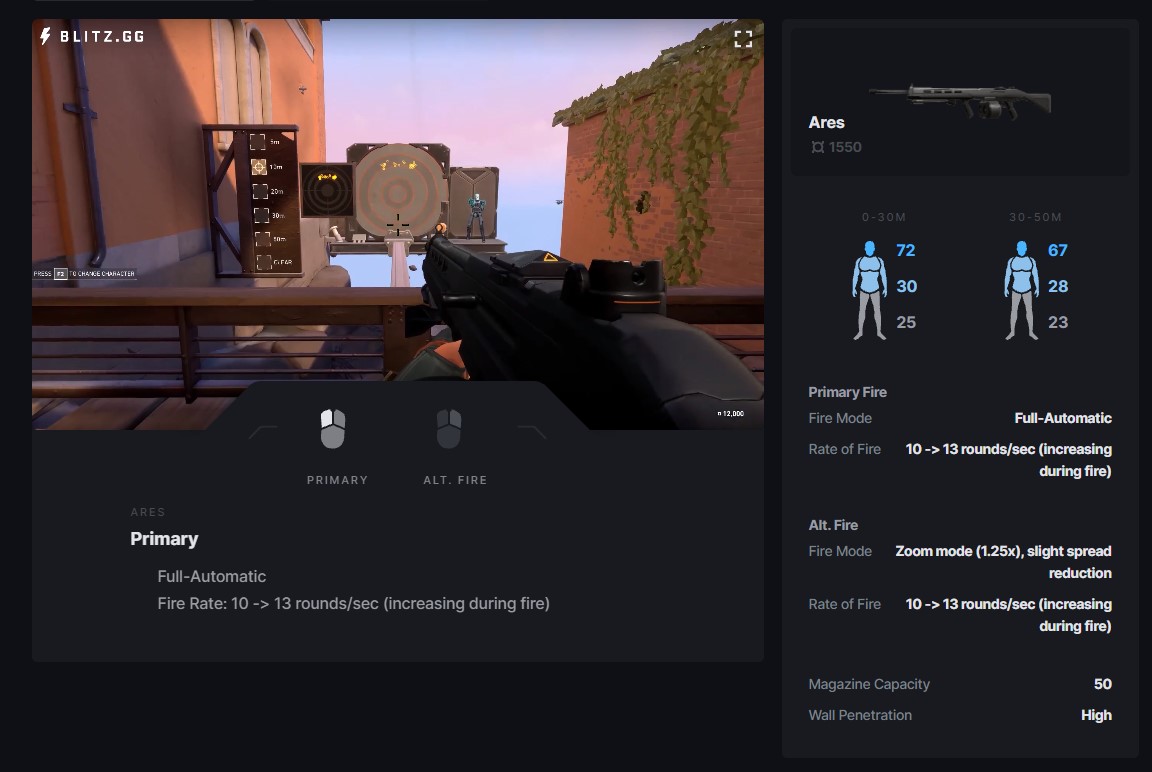 BLITZ.GG
5m
10m
20m
30m
50m
CLEAR
PRESS F2 TO CHANGE CHARACTER
¤ 12,000
PRIMARY
ALT. FIRE
ARES
Primary
Full-Automatic
Fire Rate: 10 -> 13 rounds/sec (increasing during fire)
Ares
1550
0-30M
30-50M
72
67
30
28
25
23
Primary Fire
Fire Mode Full-Automatic
Rate of Fire 10 -> 13 rounds/sec (increasing
during fire)
Alt. Fire
Fire Mode Zoom mode (1.25x), slight spread
reduction
Rate of Fire 10 -> 13 rounds/sec (increasing
during fire)
Magazine Capacity 50
Wall Penetration High